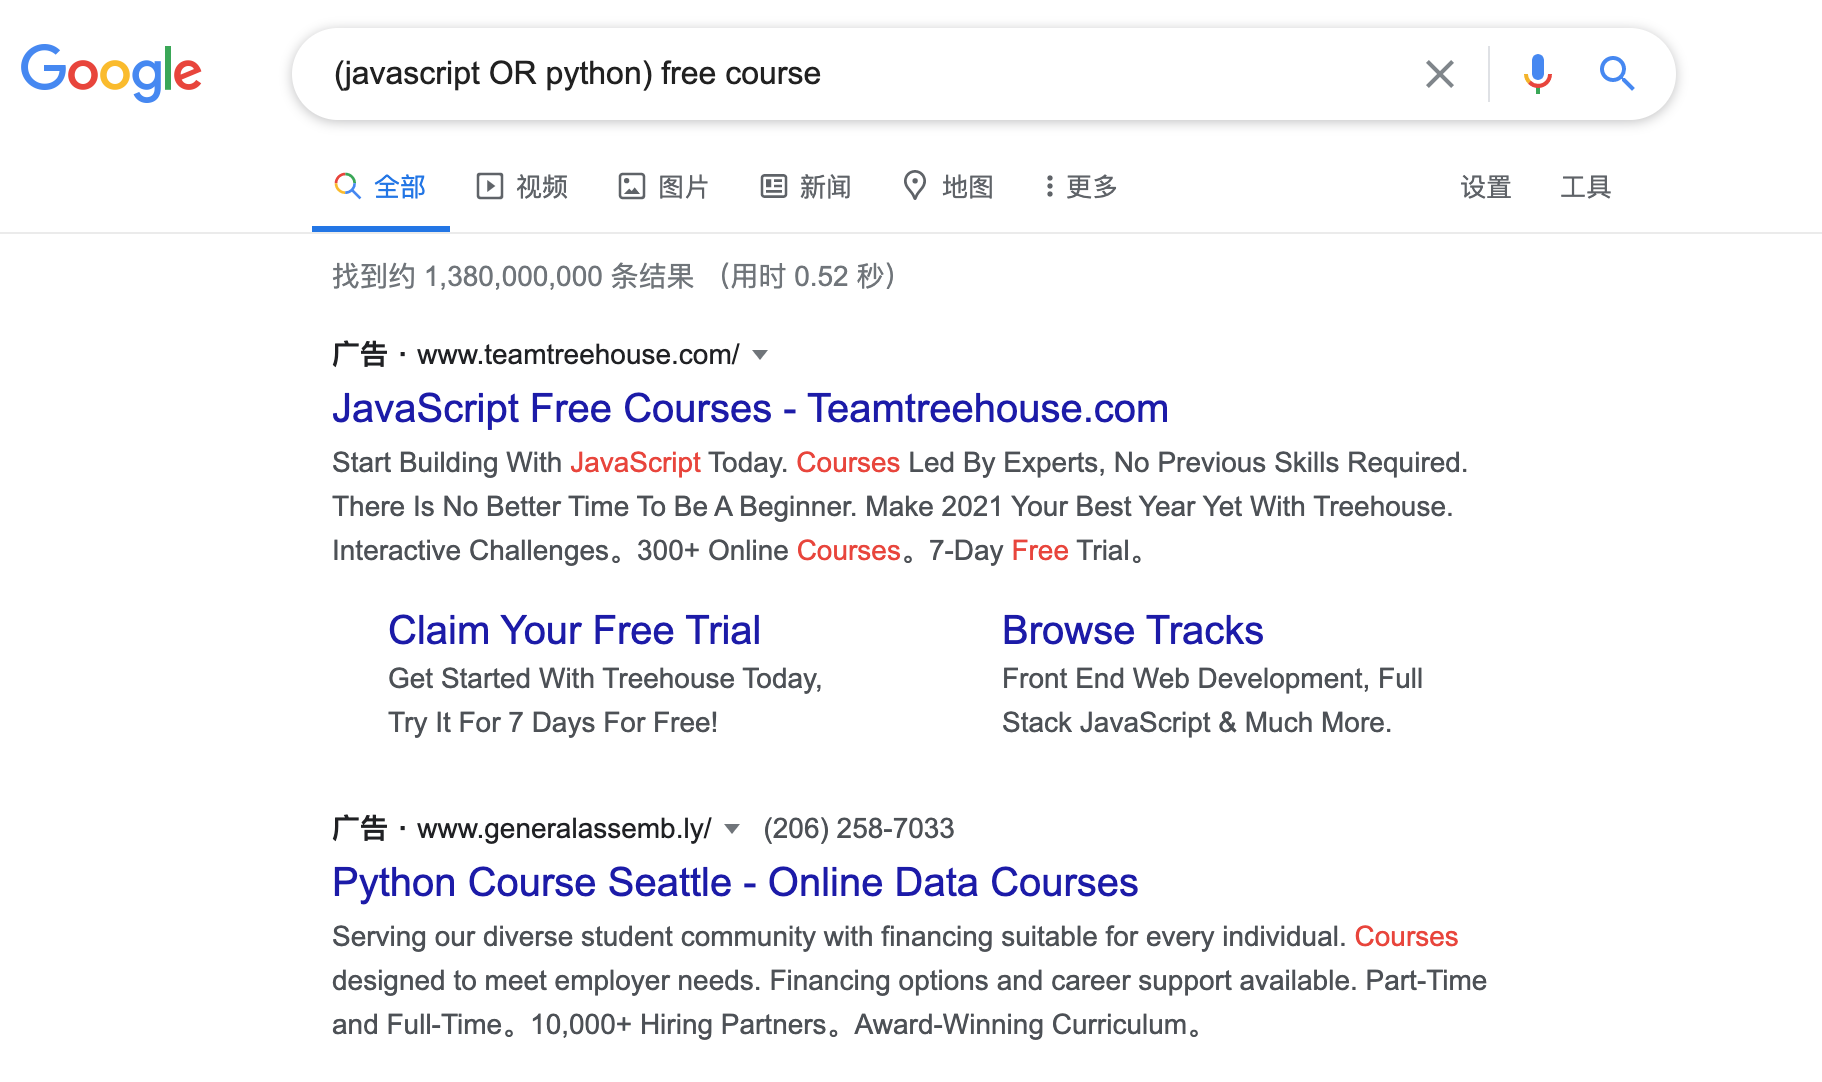 Google
(javascript OR python) free course
全部 视频 图片 新闻 地图 更多 设置 工具
找到约 1,380,000,000 条结果 （用时 0.52 秒）
广告 · www.teamtreehouse.com/
JavaScript Free Courses - Teamtreehouse.com
Start Building With JavaScript Today. Courses Led By Experts, No Previous Skills Required.
There Is No Better Time To Be A Beginner. Make 2021 Your Best Year Yet With Treehouse.
Interactive Challenges。300+ Online Courses。7-Day Free Trial。
Claim Your Free Trial
Get Started With Treehouse Today,
Try It For 7 Days For Free!
Browse Tracks
Front End Web Development, Full
Stack JavaScript & Much More.
广告 · www.generalassemb.ly/ (206) 258-7033
Python Course Seattle - Online Data Courses
Serving our diverse student community with financing suitable for every individual. Courses
designed to meet employer needs. Financing options and career support available. Part-Time
and Full-Time。10,000+ Hiring Partners。Award-Winning Curriculum。